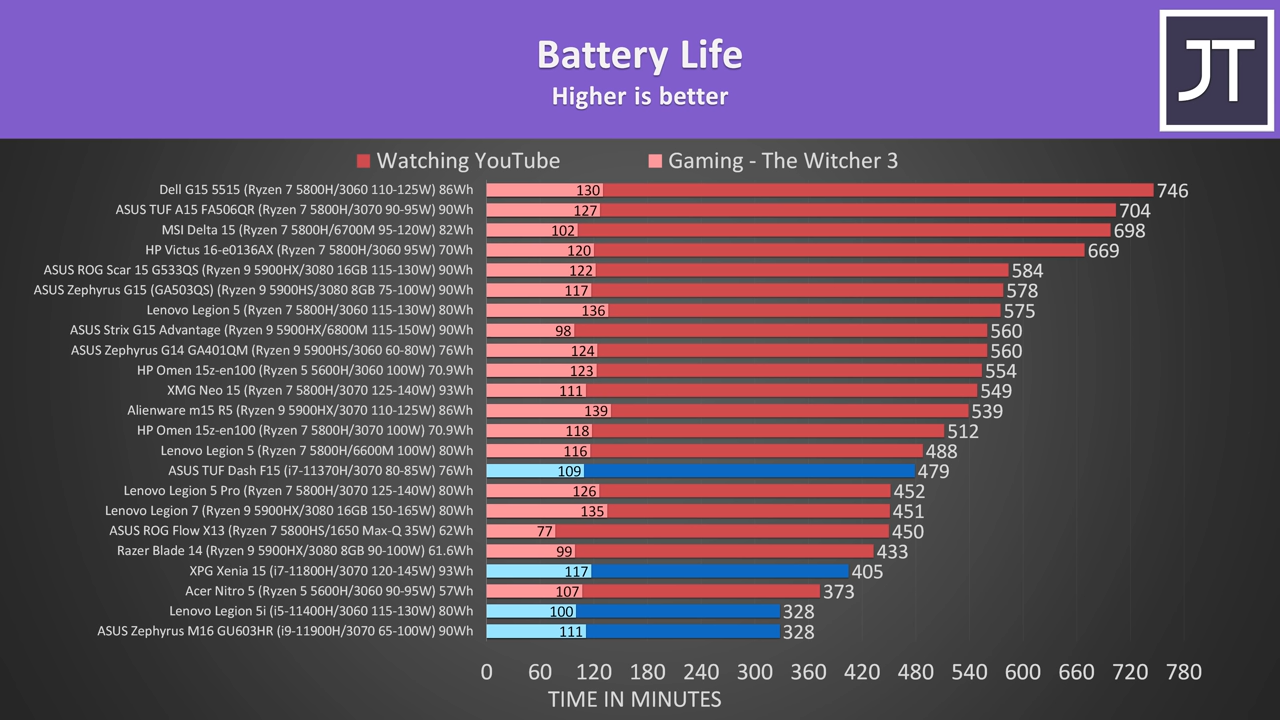 Battery Life
Higher is better
JT
Watching YouTube Gaming - The Witcher 3
Dell G15 5515 (Ryzen 7 5800H/3060 110-125W) 86Wh 130 746
ASUS TUF A15 FA506QR (Ryzen 7 5800H/3070 90-95W) 90Wh 127 704
MSI Delta 15 (Ryzen 7 5800H/6700M 95-120W) 82Wh 102 698
HP Victus 16-e0136AX (Ryzen 7 5800H/3060 95W) 70Wh 120 669
ASUS ROG Scar 15 G533QS (Ryzen 9 5900HX/3080 16GB 115-130W) 90Wh 122 584
ASUS Zephyrus G15 (GA503QS) (Ryzen 9 5900HS/3080 8GB 75-100W) 90Wh 117 578
Lenovo Legion 5 (Ryzen 7 5800H/3060 115-130W) 80Wh 136 575
ASUS Strix G15 Advantage (Ryzen 9 5900HX/6800M 115-150W) 90Wh 98 560
ASUS Zephyrus G14 GA401QM (Ryzen 9 5900HS/3060 60-80W) 76Wh 124 560
HP Omen 15z-en100 (Ryzen 5 5600H/3060 100W) 70.9Wh 123 554
XMG Neo 15 (Ryzen 7 5800H/3070 125-140W) 93Wh 111 549
Alienware m15 R5 (Ryzen 9 5900HX/3070 110-125W) 86Wh 139 539
HP Omen 15z-en100 (Ryzen 7 5800H/3070 100W) 70.9Wh 118 512
Lenovo Legion 5 (Ryzen 7 5800H/6600M 100W) 80Wh 116 488
ASUS TUF Dash F15 (i7-11370H/3070 80-85W) 76Wh 109 479
Lenovo Legion 5 Pro (Ryzen 7 5800H/3070 125-140W) 80Wh 126 452
Lenovo Legion 7 (Ryzen 9 5900HX/3080 16GB 150-165W) 80Wh 135 451
ASUS ROG Flow X13 (Ryzen 7 5800HS/1650 Max-Q 35W) 62Wh 77 450
Razer Blade 14 (Ryzen 9 5900HX/3080 8GB 90-100W) 61.6Wh 99 433
XPG Xenia 15 (i7-11800H/3070 120-145W) 93Wh 117 405
Acer Nitro 5 (Ryzen 5 5600H/3060 90-95W) 57Wh 107 373
Lenovo Legion 5i (i5-11400H/3060 115-130W) 80Wh 100 328
ASUS Zephyrus M16 GU603HR (i9-11900H/3070 65-100W) 90Wh 111 328
0 60 120 180 240 300 360 420 480 540 600 660 720 780
TIME IN MINUTES